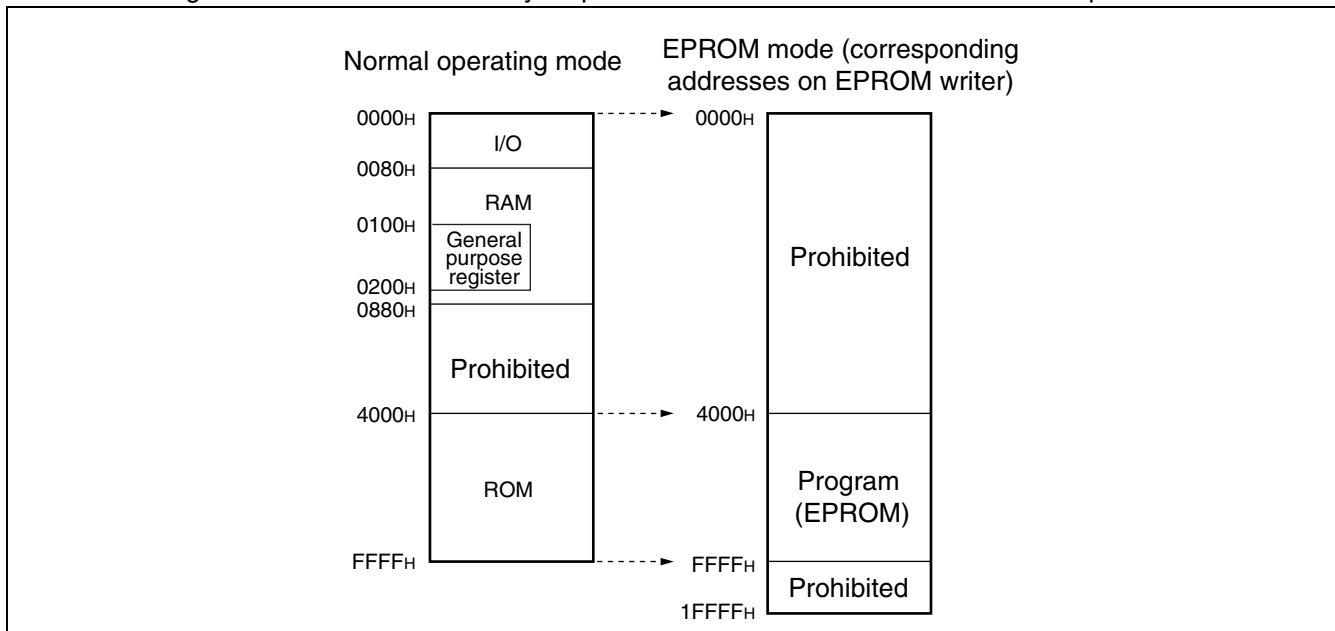 Normal operating mode
0000H
I/O
0080H
RAM
0100H
General
purpose
register
0200H
0880H
Prohibited
4000H
ROM
FFFFH
EPROM mode (corresponding
addresses on EPROM writer)
0000H
Prohibited
4000H
Program
(EPROM)
FFFFH
Prohibited
1FFFFH